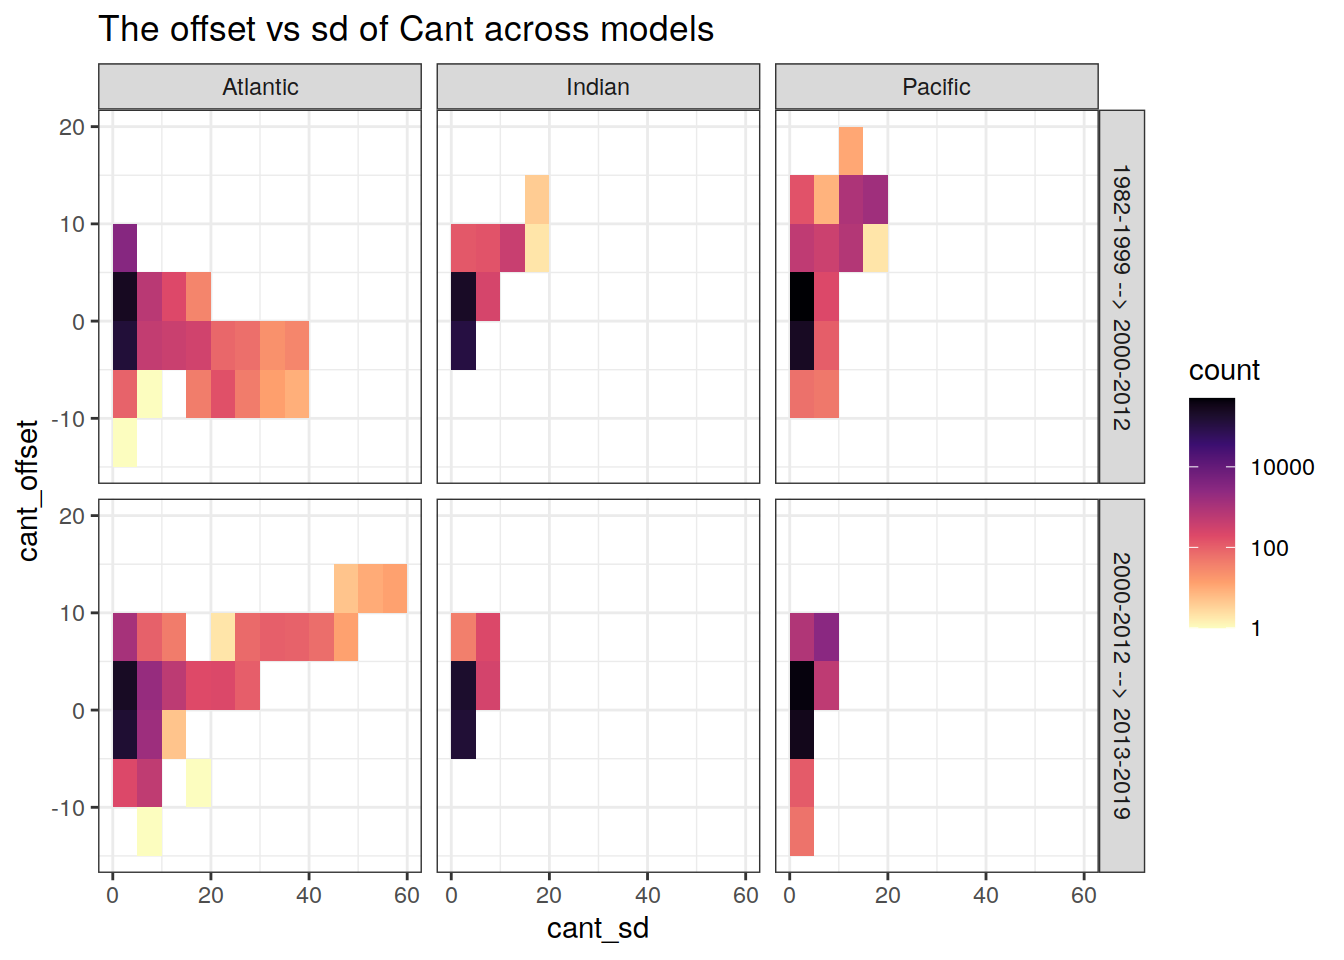 The offset vs sd of Cant across models
Atlantic
Indian
Pacific
20
10
0
-10
1982-1999 --> 2000-2012
20
10
0
-10
2000-2012 --> 2013-2019
0 20 40 60
0 20 40 60
0 20 40 60
cant_sd
cant_offset
count
10000
100
1